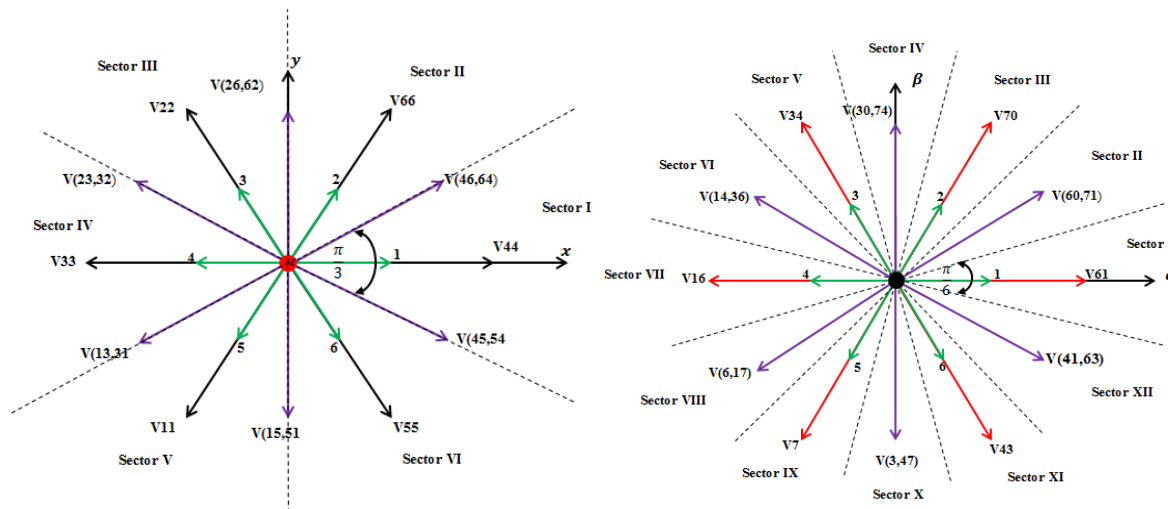 y
Sector III
Sector II
V(26,62)
V22
V66
3
2
V(23,32)
V(46,64)
Sector I
Sector IV
π
3
4
1
V44
x
V33
V(13,31
5
6
V(45,54
V11
V(15,51
V55
Sector V
Sector VI
Sector IV
Sector V
β
Sector III
V34
V(30,74)
V70
Sector VI
Sector II
V(14,36)
3
2
V(60,71)
Sector
Sector VII
V16
4
π
6
1
V61
V(6,17)
5
6
V(41,63)
Sector VIII
Sector XII
V7
V(3,47)
V43
Sector IX
Sector XI
Sector X